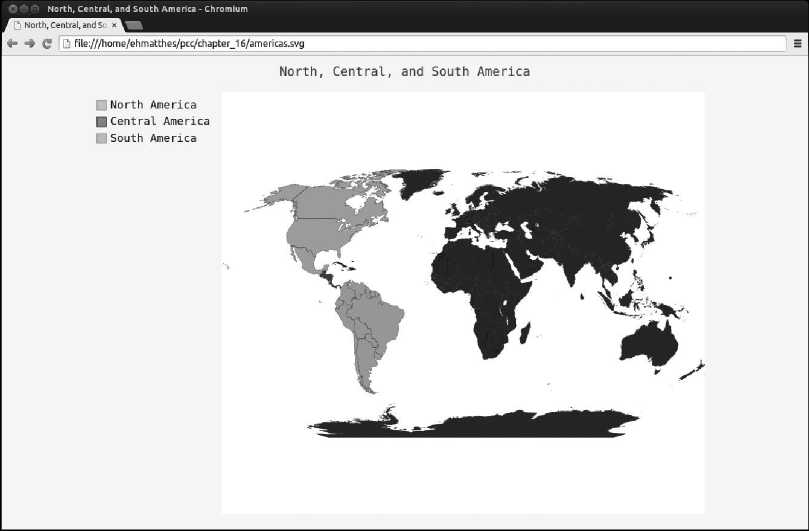 North, Central, and South America - Chromium
North, Central, and So
file:///home/ehmatthes/pcc/chapter_16/americas.svg
North, Central, and South America
North America
Central America
South America